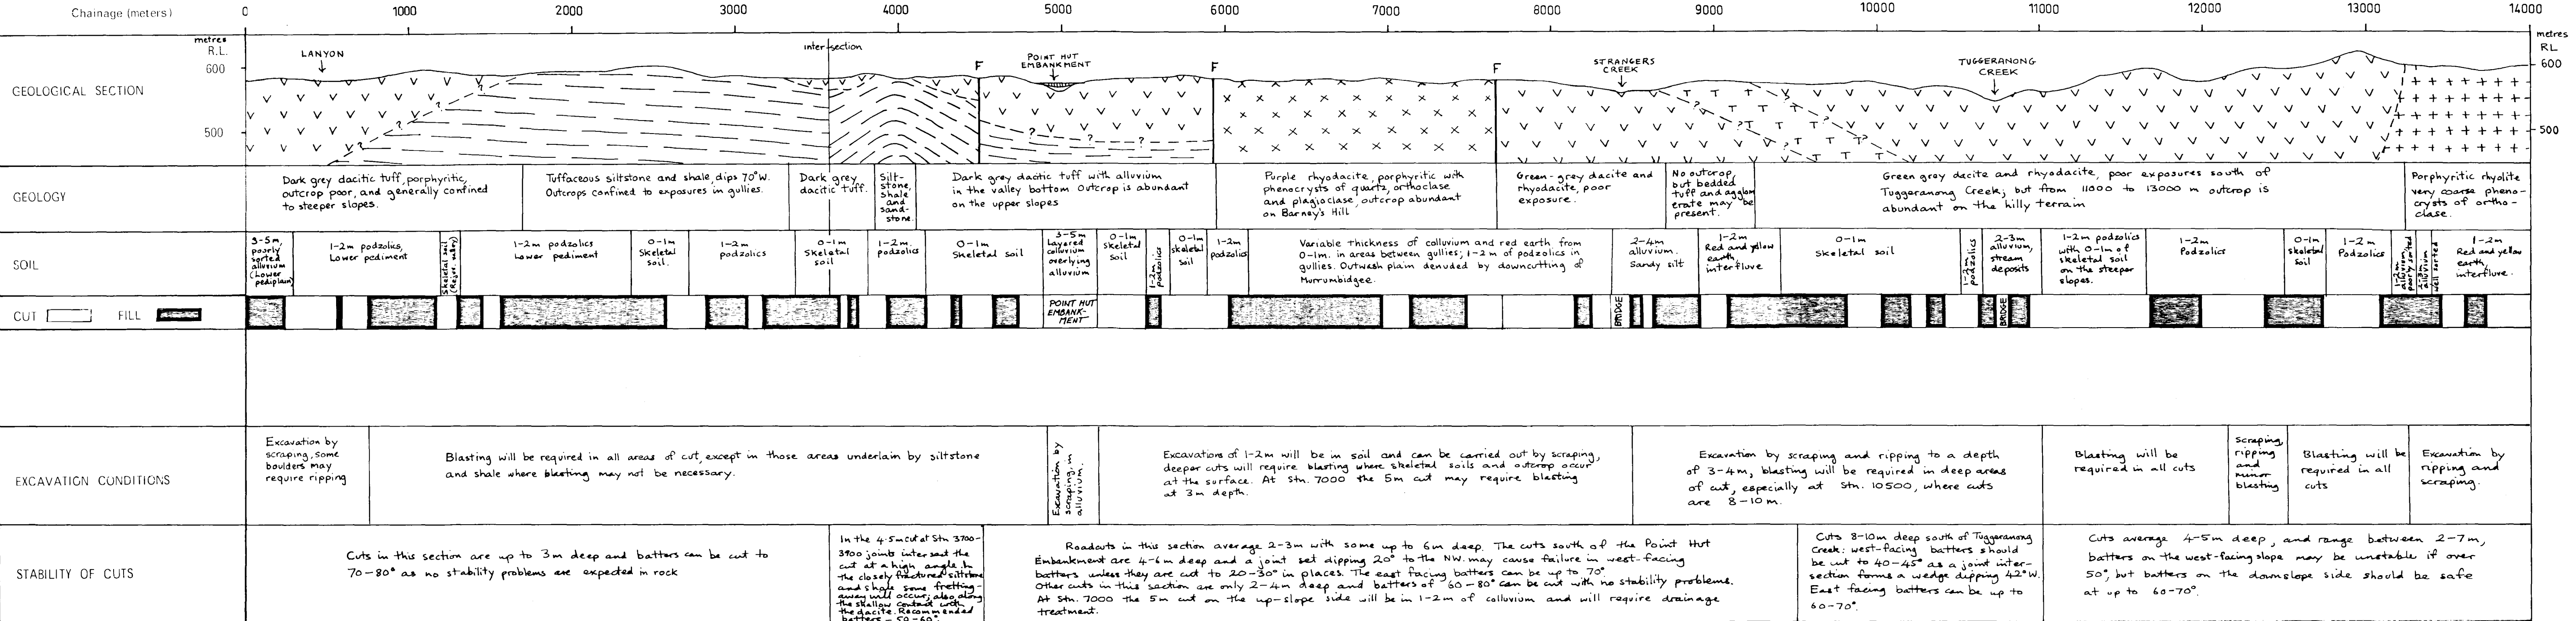 Chainage (meters)
0 1000 2000 3000 4000 5000 6000 7000 8000 9000 10000 11000 12000 13000 14000
metres
R.L.
600
500
metres
RL
600
500
GEOLOGICAL SECTION
LANYON
intersection
F
POINT HUT
EMBANKMENT
F
F
STRANGERS
CREEK
TUGGERANONG
CREEK
GEOLOGY
Dark grey dacitic tuff, porphyritic,
outcrop poor, and generally confined
to steeper slopes.
Tuffaceous siltstone and shale, dips 70°W.
Outcrops confined to exposures in gullies.
Dark grey
dacitic tuff.
Silt-
stone,
shale
and
sand-
stone.
Dark grey dacitic tuff with alluvium
in the valley bottom Outcrop is abundant
on the upper slopes
Purple rhyodacite, porphyritic with
phenocrysts of quartz, orthoclase
and plagioclase, outcrop abundant
on Barney's Hill
Green-grey dacite and
rhyodacite, poor
exposure.
No outcrop,
but bedded
tuff and agglom
erate may be
present.
Green grey dacite and rhyodacite, poor exposures south of
Tuggeranong Creek; but from 11000 to 13000 m outcrop is
abundant on the hilly terrain
Porphyritic rhyolite
very coarse pheno-
crysts of ortho-
clase.
SOIL
3-5m,
poorly
sorted
alluvium
(Lower
pediplain)
1-2m podzolics,
Lower pediment
Skeletal soil
1-2m podzolics
Lower pediment
0-1m
Skeletal
soil.
1-2m
podzolics
0-1m
Skeletal
soil
1-2m.
podzolics
0-1m
Skeletal soil
3-5m
Layered
colluvium
overlying
alluvium
0-1m
Skeletal
soil
1-2m
podzolics
0-1m
skeletal
soil
1-2m
podzolics
Variable thickness of colluvium and red earth from
0-1m. in areas between gullies; 1-2m of podzolics in
gullies. Outwash plain denuded by downcutting of
Murrumbidgee.
2-4m
alluvium.
Sandy silt
1-2m
Red and yellow
earth,
interfluve
0-1m
Skeletal soil
1-2m
podzolics
2-3m
alluvium,
stream
deposits
1-2m podzolics
with 0-1m of
skeletal soil
on the steeper
slopes.
1-2m
Podzolics
0-1m
skeletal
soil
1-2m
Podzolics
1-2m
alluvium,
poorly sorted
alluvium
well sorted
1-2m
Red and yellow
earth,
interfluve.
CUT FILL
POINT HUT
EMBANK-
MENT
BRIDGE
BRIDGE
EXCAVATION CONDITIONS
Excavation by
scraping, some
boulders may
require ripping
Blasting will be required in all areas of cut, except in those areas underlain by siltstone
and shale where blasting may not be necessary.
Excavation by
scraping, in
alluvium.
Excavations of 1-2m will be in soil and can be carried out by scraping,
deeper cuts will require blasting where skeletal soils and outcrop occur
at the surface. At Stn. 7000 the 5m cut may require blasting
at 3m depth.
Excavation by scraping and ripping to a depth
of 3-4m, blasting will be required in deep areas
of cut, especially at Stn. 10500, where cuts
are 8-10 m.
Blasting will be
required in all cuts
Scraping,
ripping
and
minor
blasting
Blasting will be
required in all
cuts
Excavation by
ripping and
scraping.
STABILITY OF CUTS
Cuts in this section are up to 3m deep and batters can be cut to
70-80° as no stability problems are expected in rock
In the 4.5m cut at Stn 3700-
3900 joints intersect the
cut at a high angle
the closely fractured siltstone
and shale some fretting
away will occur; also along
the shallow contact with
the dacite. Recommended
batters - 50-60°.
Roadcuts in this section average 2-3m with some up to 6m deep. The cuts south of the Point Hut
Embankment are 4-6m deep and a joint set dipping 20° to the NW. may cause failure in west-facing
batters unless they are cut to 20-30° in places. The east facing batters can be up to 70°
Other cuts in this section are only 2-4m deep and batters of 60-80° can be cut with no stability problems.
At Stn. 7000 the 5m cut on the up-slope side will be in 1-2m of colluvium and will require drainage
treatment.
Cuts 8-10m deep south of Tuggeranong
Creek: west-facing batters should
be cut to 40-45° as a joint inter-
section forms a wedge dipping 42°W.
East facing batters can be up to
60-70°.
Cuts average 4-5m deep, and range between 2-7m,
batters on the west-facing slope may be unstable if over
50°, but batters on the downslope side should be safe
at up to 60-70°.